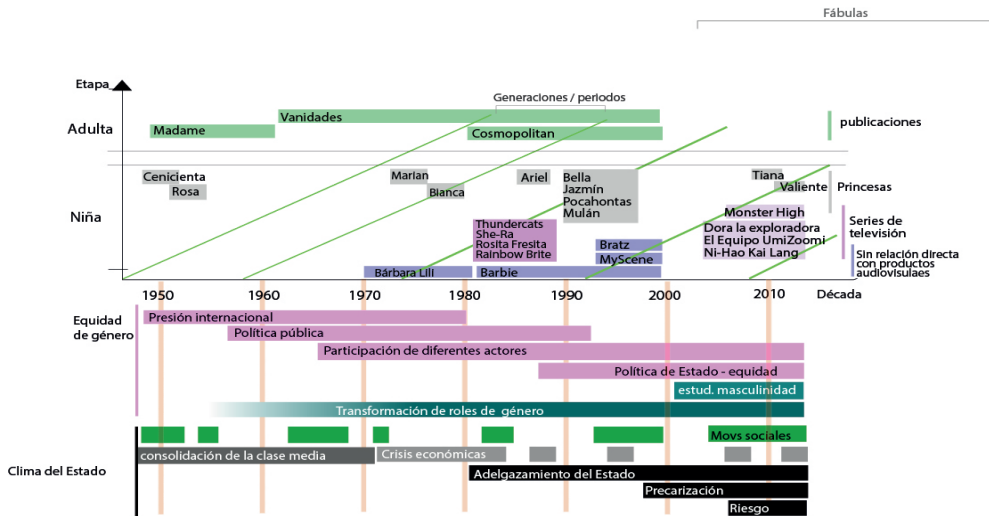 Fábulas
Etapa
Generaciones / periodos
Adulta
Madame
Vanidades
Cosmopolitan
publicaciones
Niña
Cenicienta
Rosa
Marian
Bianca
Ariel
Bella
Jazmín
Pocahontas
Mulán
Tiana
Valiente
Princesas
Thundercats
She-Ra
Rosita Fresita
Rainbow Brite
Monster High
Dora la exploradora
El Equipo UmiZoomi
Ni-Hao Kai Lang
Series de
televisión
Bratz
MyScene
Bárbara Lili
Barbie
Sin relación directa
con productos
audiovisulaes
1950
1960
1970
1980
1990
2000
2010
Década
Equidad
de género
Presión internacional
Política pública
Participación de diferentes actores
Política de Estado - equidad
estud. masculinidad
Transformación de roles de género
Clima del Estado
Movs sociales
consolidación de la clase media
Crisis económicas
Adelgazamiento del Estado
Precarización
Riesgo